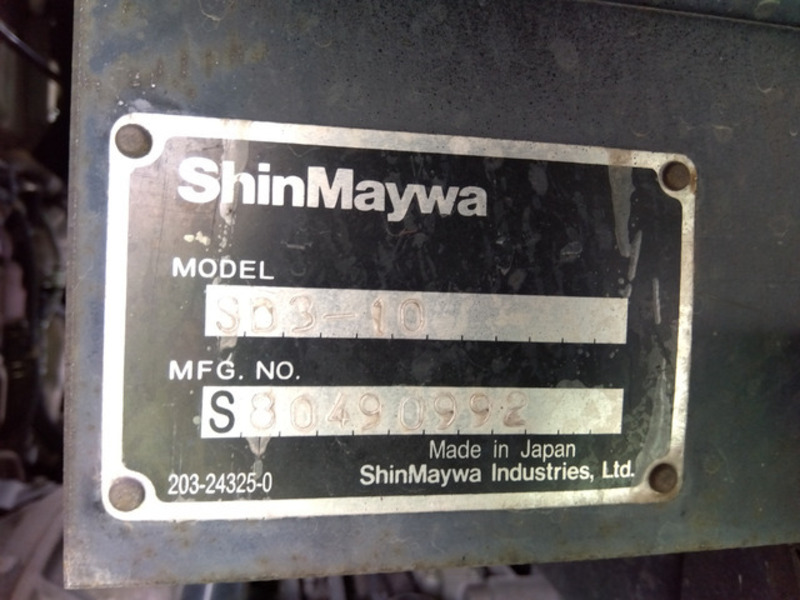 ShinMaywa
MODEL
SD3-10
MFG. NO.
S80490992
Made in Japan
203-24325-0 ShinMaywa Industries, Ltd.